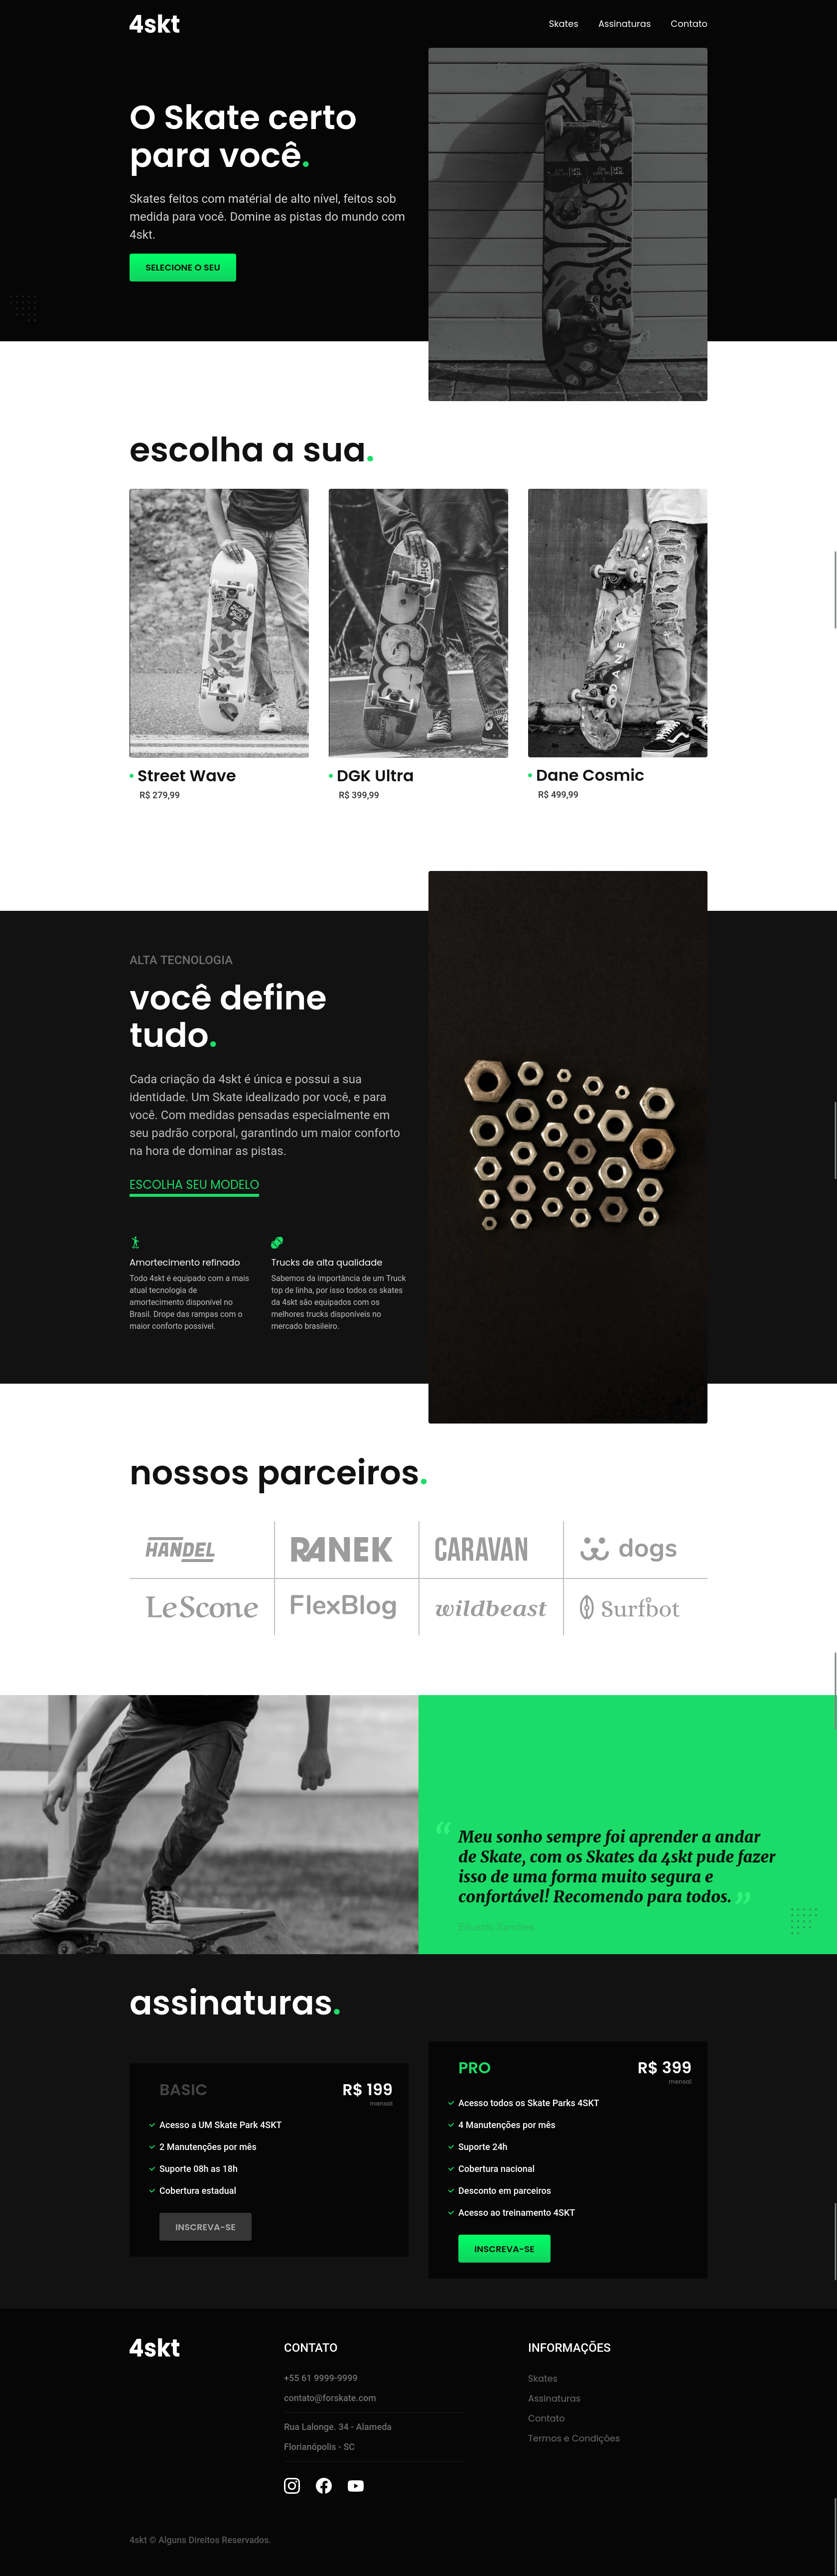 4skt
Skates Assinaturas Contato
O Skate certo
para você.
Skates feitos com matérial de alto nível, feitos sob
medida para você. Domine as pistas do mundo com
4skt.
SELECIONE O SEU
escolha a sua.
Street Wave
R$ 279,99
DGK Ultra
R$ 399,99
DANE
Dane Cosmic
R$ 499,99
ALTA TECNOLOGIA
você define
tudo.
Cada criação da 4skt é única e possui a sua
identidade. Um Skate idealizado por você, e para
você. Com medidas pensadas especialmente em
seu padrão corporal, garantindo um maior conforto
na hora de dominar as pistas.
ESCOLHA SEU MODELO
Amortecimento refinado
Todo 4skt é equipado com a mais
atual tecnologia de
amortecimento disponível no
Brasil. Drope das rampas com o
maior conforto possível.
Trucks de alta qualidade
Sabemos da importância de um Truck
top de linha, por isso todos os skates
da 4skt são equipados com os
melhores trucks disponíveis no
mercado brasileiro.
nossos parceiros.
HANDEL RANEK CARAVAN dogs
LeScone FlexBlog wildbeast Surfbot
“Meu sonho sempre foi aprender a andar
de Skate, com os Skates da 4skt pude fazer
isso de uma forma muito segura e
confortável! Recomendo para todos.”
Eduardo Sanches
assinaturas.
BASIC R$ 199
mensal
Acesso a UM Skate Park 4SKT
2 Manutenções por mês
Suporte 08h as 18h
Cobertura estadual
INSCREVA-SE
PRO R$ 399
mensal
Acesso todos os Skate Parks 4SKT
4 Manutenções por mês
Suporte 24h
Cobertura nacional
Desconto em parceiros
Acesso ao treinamento 4SKT
INSCREVA-SE
4skt
CONTATO
+55 61 9999-9999
contato@forskate.com
Rua Lalonge. 34 - Alameda
Florianópolis - SC
INFORMAÇÕES
Skates
Assinaturas
Contato
Termos e Condições
4skt © Alguns Direitos Reservados.